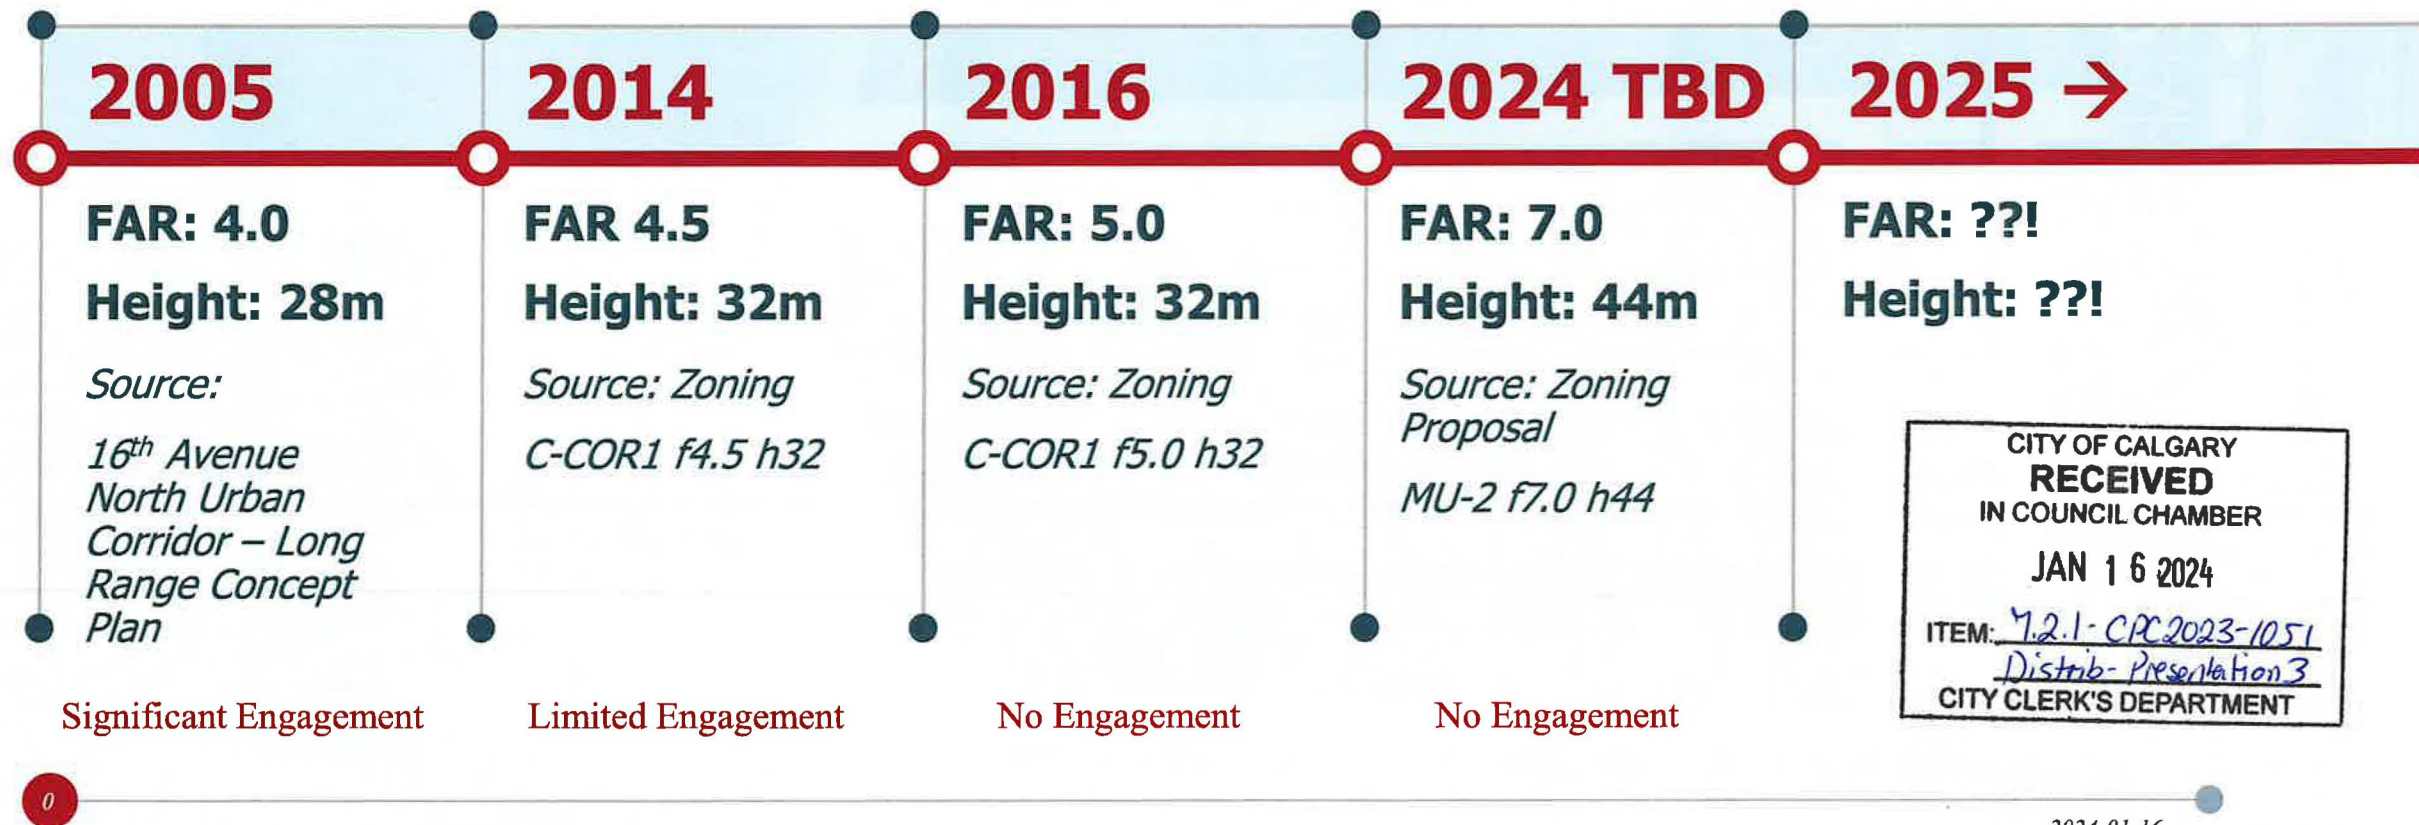 2005
FAR: 4.0
Height: 28m
Source:
16th Avenue
North Urban
Corridor – Long
Range Concept
Plan
Significant Engagement
2014
FAR 4.5
Height: 32m
Source: Zoning
C-COR1 f4.5 h32
Limited Engagement
2016
FAR: 5.0
Height: 32m
Source: Zoning
C-COR1 f5.0 h32
No Engagement
2024 TBD
FAR: 7.0
Height: 44m
Source: Zoning
Proposal
MU-2 f7.0 h44
No Engagement
2025 →
FAR: ??!
Height: ??!
CITY OF CALGARY
RECEIVED
IN COUNCIL CHAMBER
JAN 16 2024
ITEM: 7.2.1 - CPC2023-1051
Distrib - Presentation 3
CITY CLERK'S DEPARTMENT
0